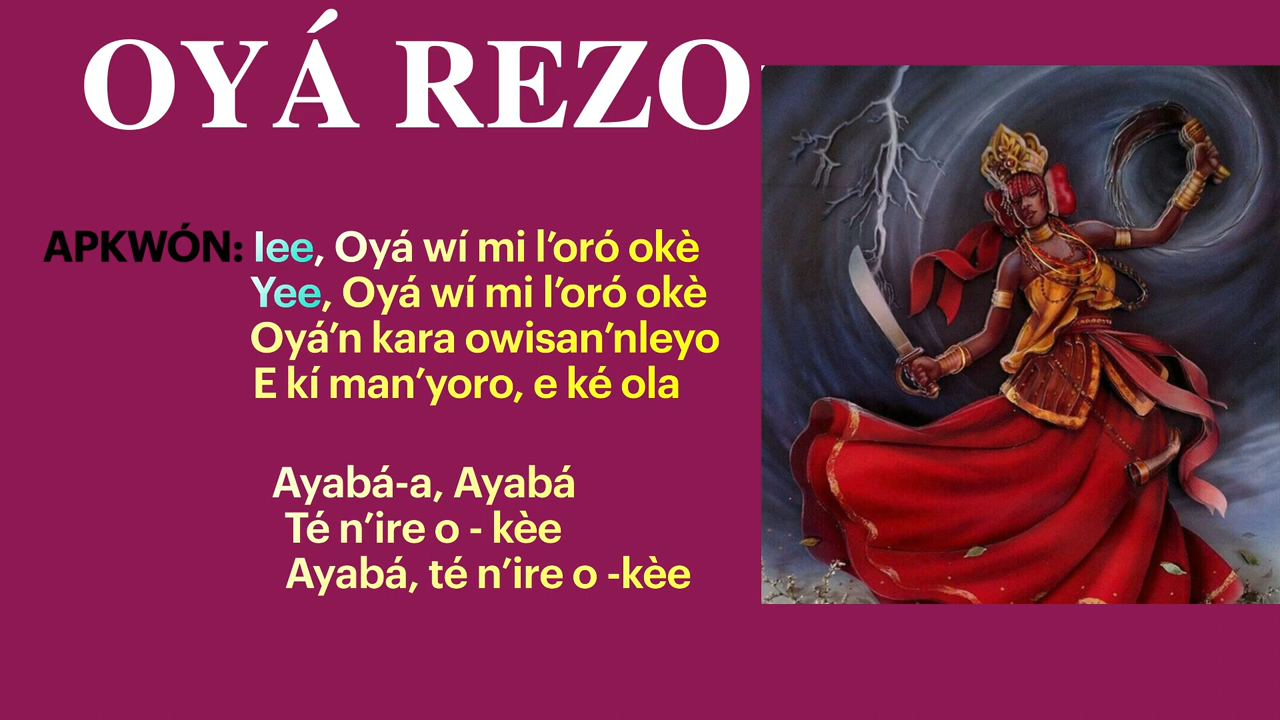 OYÁ REZO
APKWÓN: Iee, Oyá wí mi l’oró okè
Yee, Oyá wí mi l’oró okè
Oyá’n kara owisan’nleyo
E kí man’yoro, e ké ola
Ayabá-a, Ayabá
Té n’ire o - kèe
Ayabá, té n’ire o -kèe